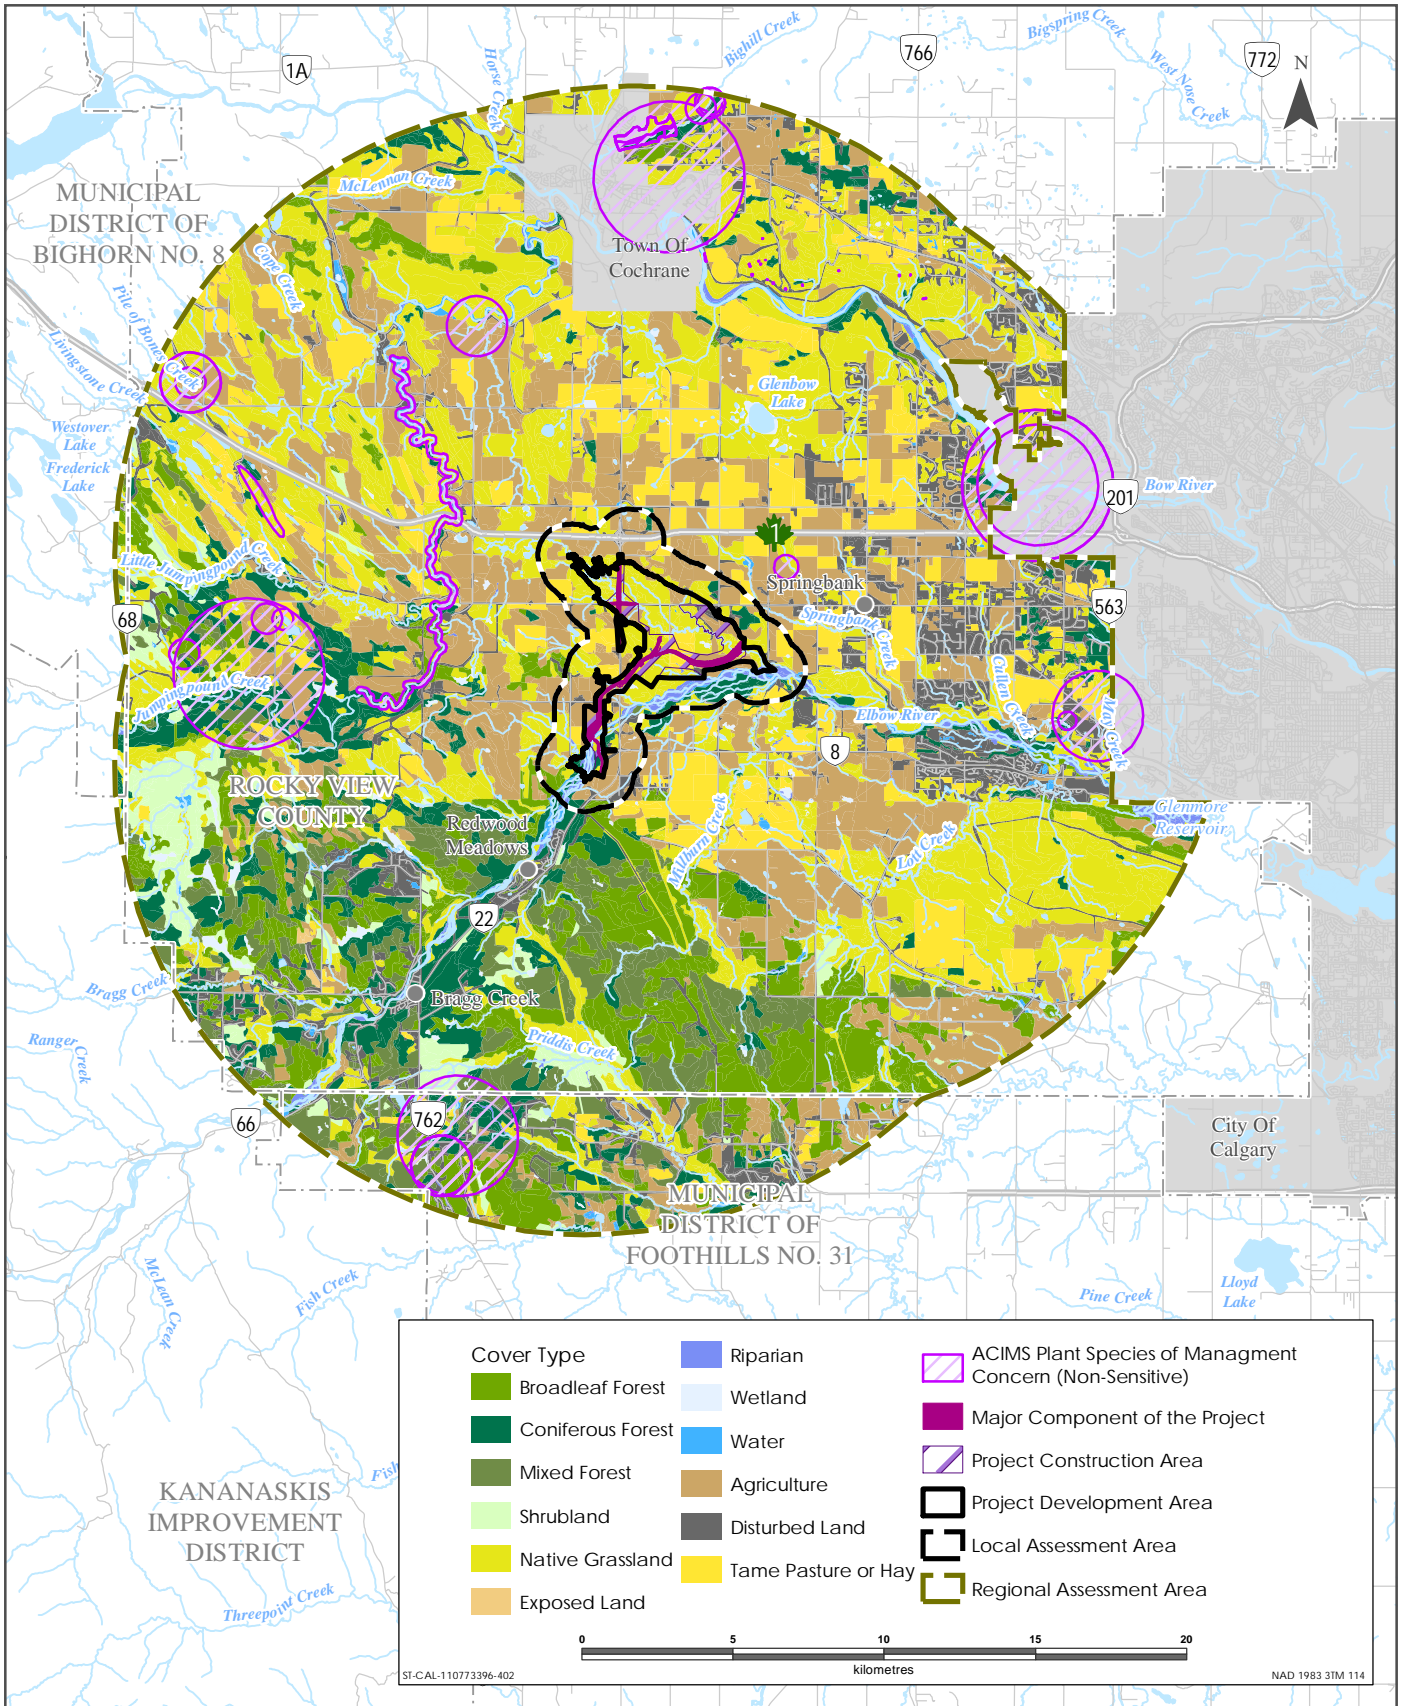 Bighill Creek
766
Bigspring Creek
West Nose Creek
772
N
1A
Horse Creek
MUNICIPAL
DISTRICT OF
BIGHORN NO. 8
McLennan Creek
Cope Creek
Town Of
Cochrane
Pile of Bones Creek
Livingstone Creek
Westover
Lake
Frederick
Lake
Glenbow
Lake
201
Bow River
1
Springbank
Springbank Creek
Little Jumpingpound Creek
68
563
Jumpingpound Creek
Cullen Creek
May Creek
Elbow River
8
ROCKY VIEW
COUNTY
Redwood
Meadows
Millburn Creek
Lott Creek
Glenmore
Reservoir
22
Bragg Creek
Bragg Creek
Ranger Creek
Priddis Creek
66
762
City Of
Calgary
MUNICIPAL
DISTRICT OF
FOOTHILLS NO. 31
McLean Creek
Fish Creek
Pine Creek
Lloyd
Lake
KANANASKIS
IMPROVEMENT
DISTRICT
Fish
Threepoint Creek
Cover Type
Broadleaf Forest
Coniferous Forest
Mixed Forest
Shrubland
Native Grassland
Exposed Land
Riparian
Wetland
Water
Agriculture
Disturbed Land
Tame Pasture or Hay
ACIMS Plant Species of Managment
Concern (Non-Sensitive)
Major Component of the Project
Project Construction Area
Project Development Area
Local Assessment Area
Regional Assessment Area
0 5 10 15 20
kilometres
ST-CAL-110773396-402
NAD 1983 3TM 114